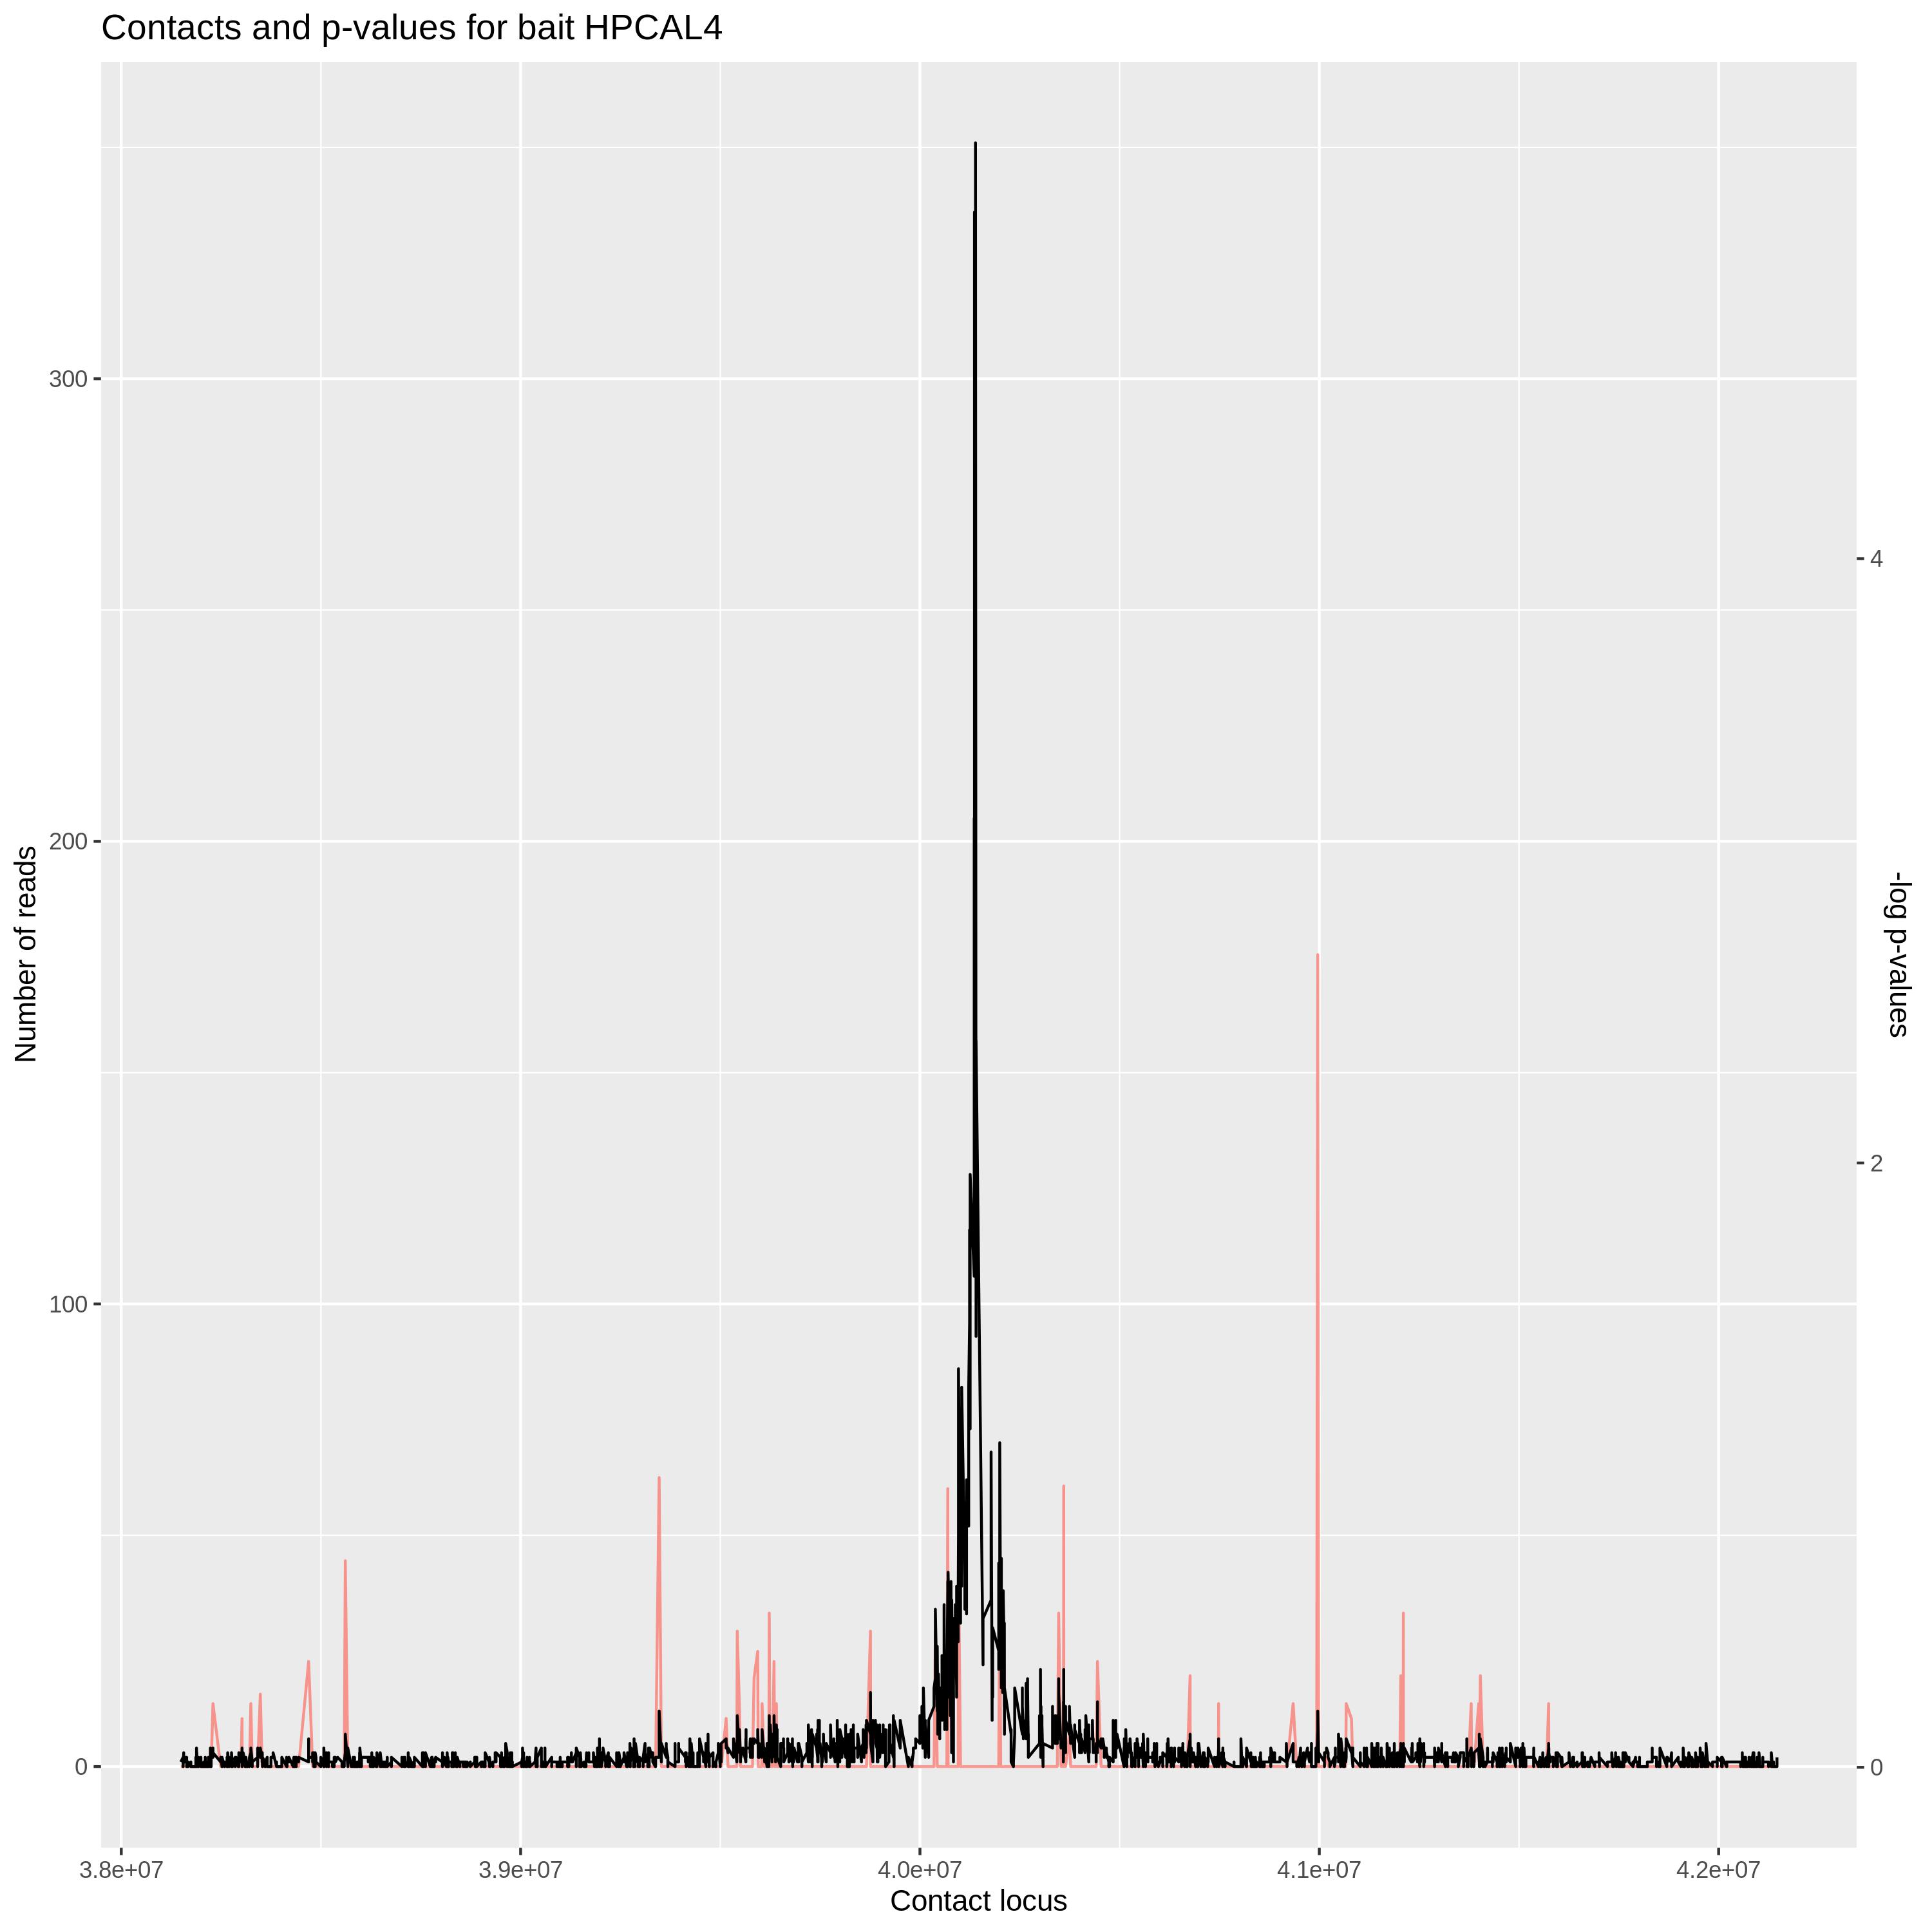 Contacts and p-values for bait HPCAL4
Number of reads
300
200
100
0
4
2
0
-log p-values
3.8e+07
3.9e+07
4.0e+07
4.1e+07
4.2e+07
Contact locus